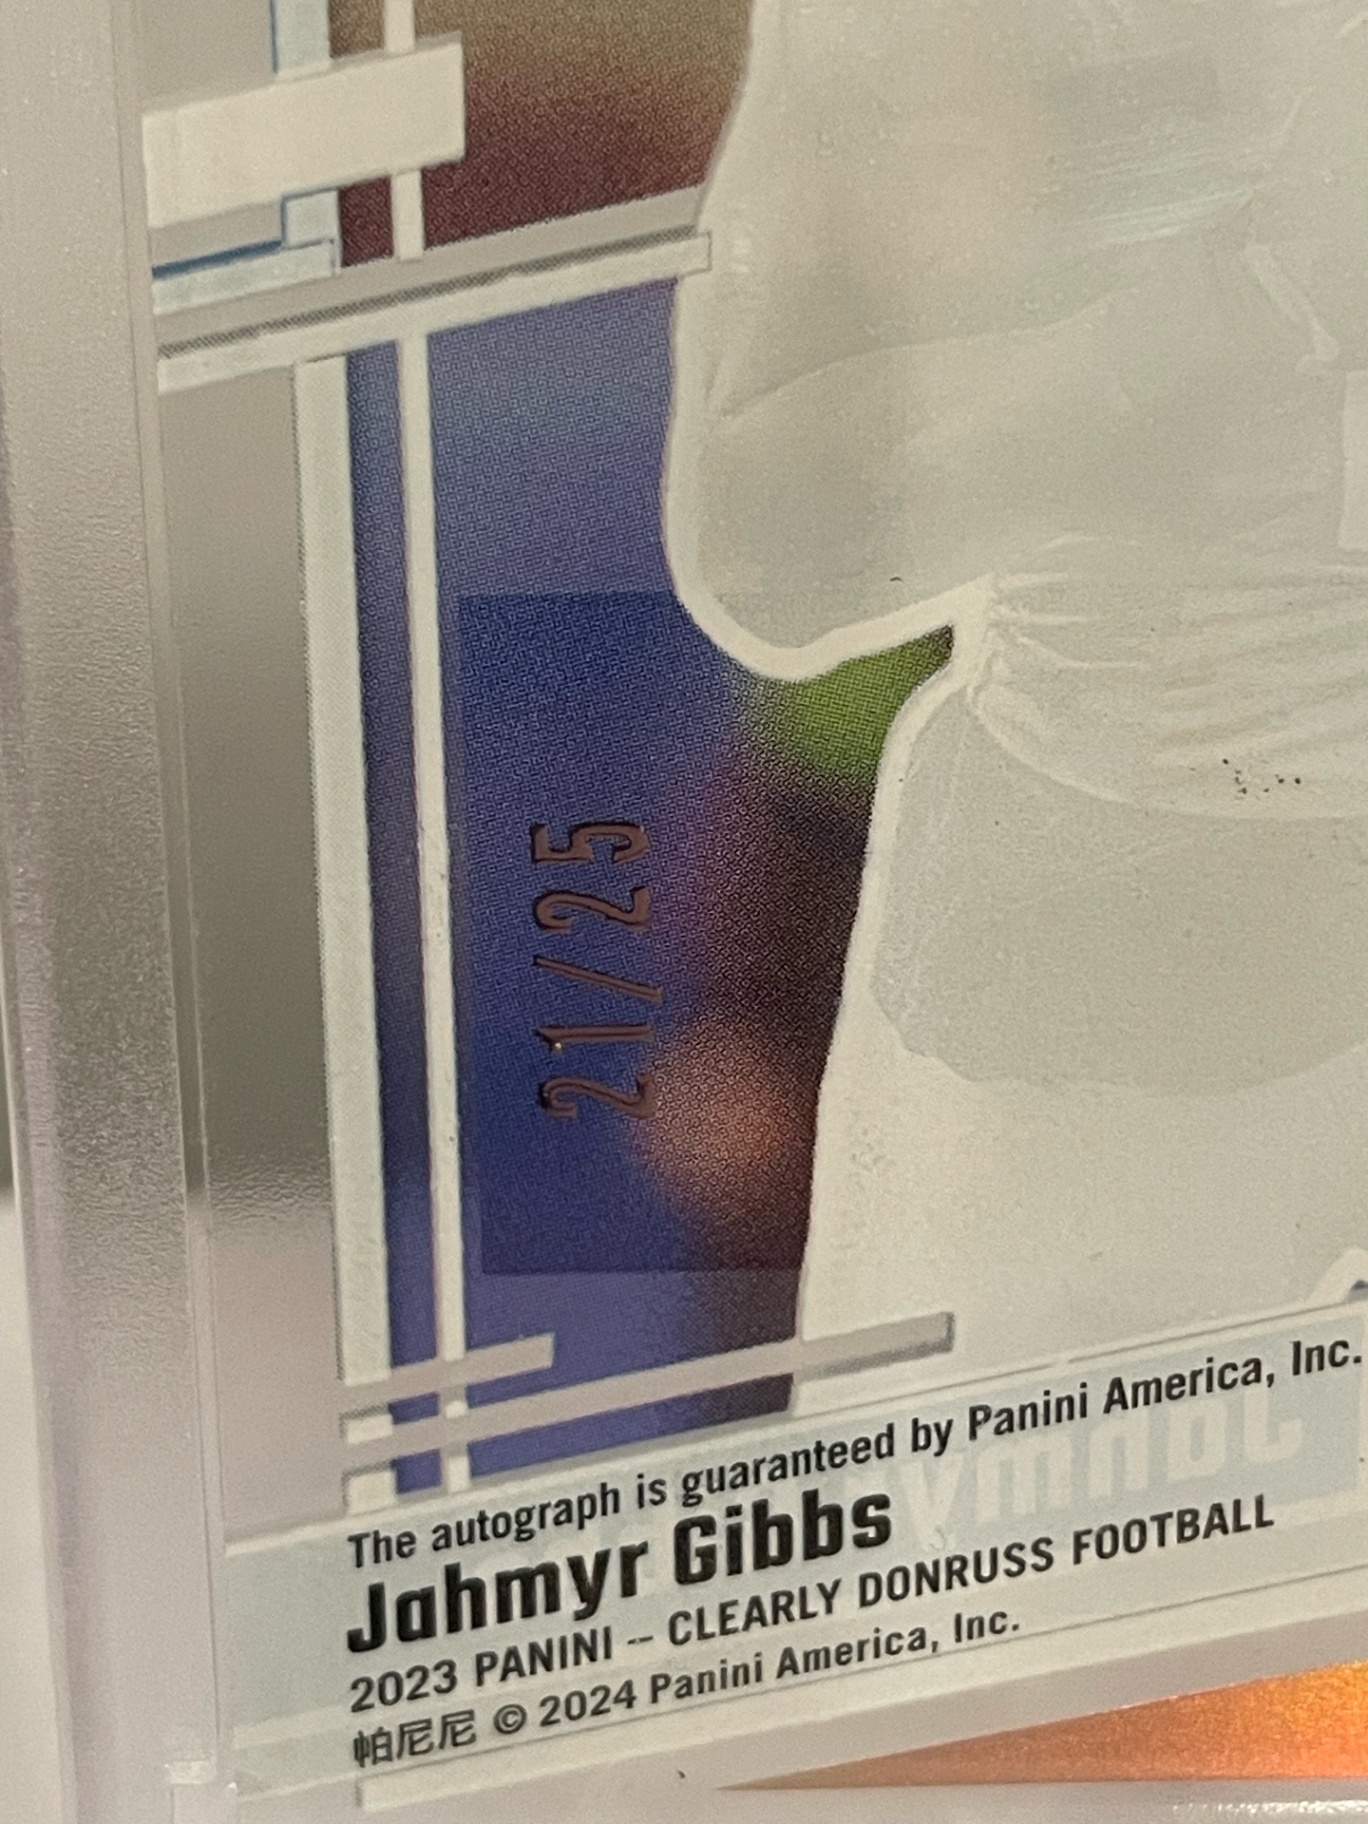 21/25
The autograph is guaranteed by Panini America, Inc.
Jahmyr Gibbs
2023 PANINI -- CLEARLY DONRUSS FOOTBALL
帕尼尼 © 2024 Panini America, Inc.